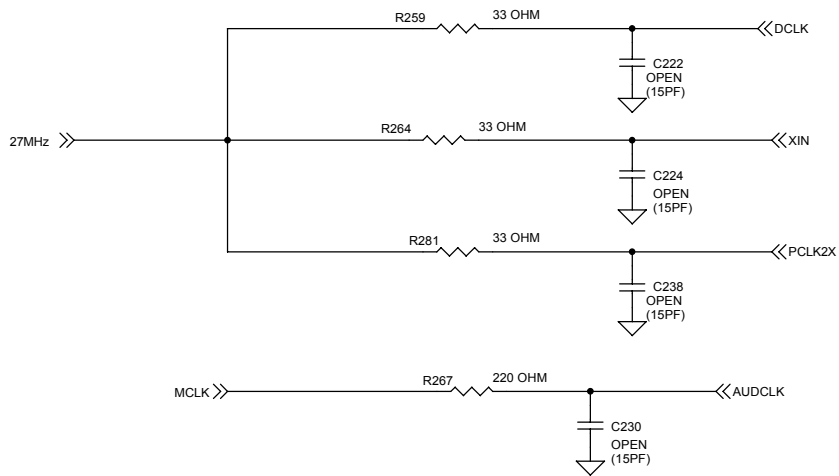 R259 33 OHM
DCLK
C222
OPEN
(15PF)
27MHz
R264 33 OHM
XIN
C224
OPEN
(15PF)
R281 33 OHM
PCLK2X
C238
OPEN
(15PF)
MCLK
R267 220 OHM
AUDCLK
C230
OPEN
(15PF)